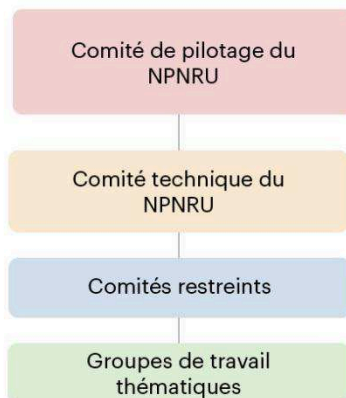 Comité de pilotage du
NPNRU
Comité technique du
NPNRU
Comités restreints
Groupes de travail
thématiques